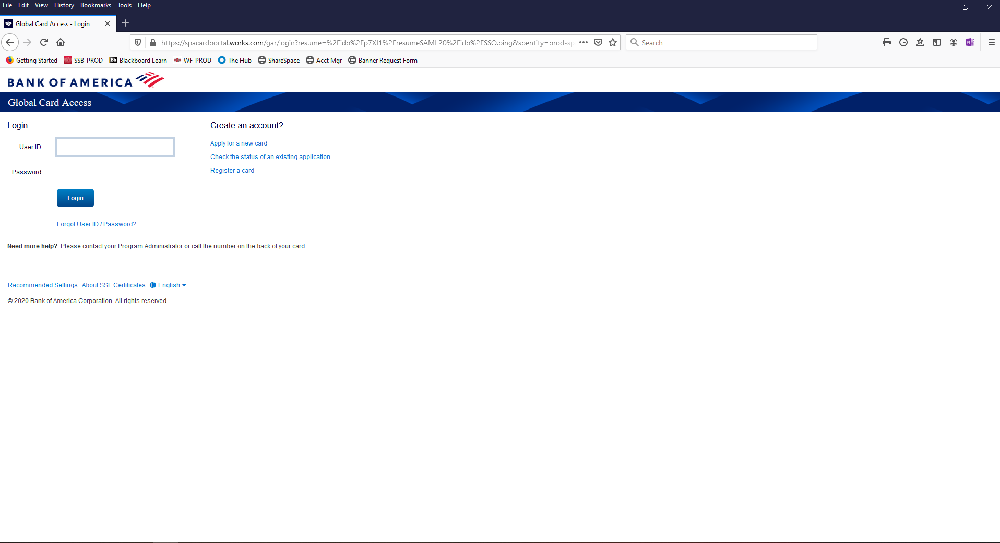 File Edit View History Bookmarks Tools Help
Global Card Access - Login
https://spacardportal.works.com/gar/login?resume=%2Fidp%2Fp7XI1%2FresumeSAML20%2Fidp%2FSSO.ping&spentity=prod-sp
Search
Getting Started SSB-PROD Bb Blackboard Learn WF-PROD The Hub ShareSpace Acct Mgr Banner Request Form
BANK OF AMERICA
Global Card Access
Login
User ID
Password
Login
Forgot User ID / Password?
Create an account?
Apply for a new card
Check the status of an existing application
Register a card
Need more help? Please contact your Program Administrator or call the number on the back of your card.
Recommended Settings About SSL Certificates English
© 2020 Bank of America Corporation. All rights reserved.